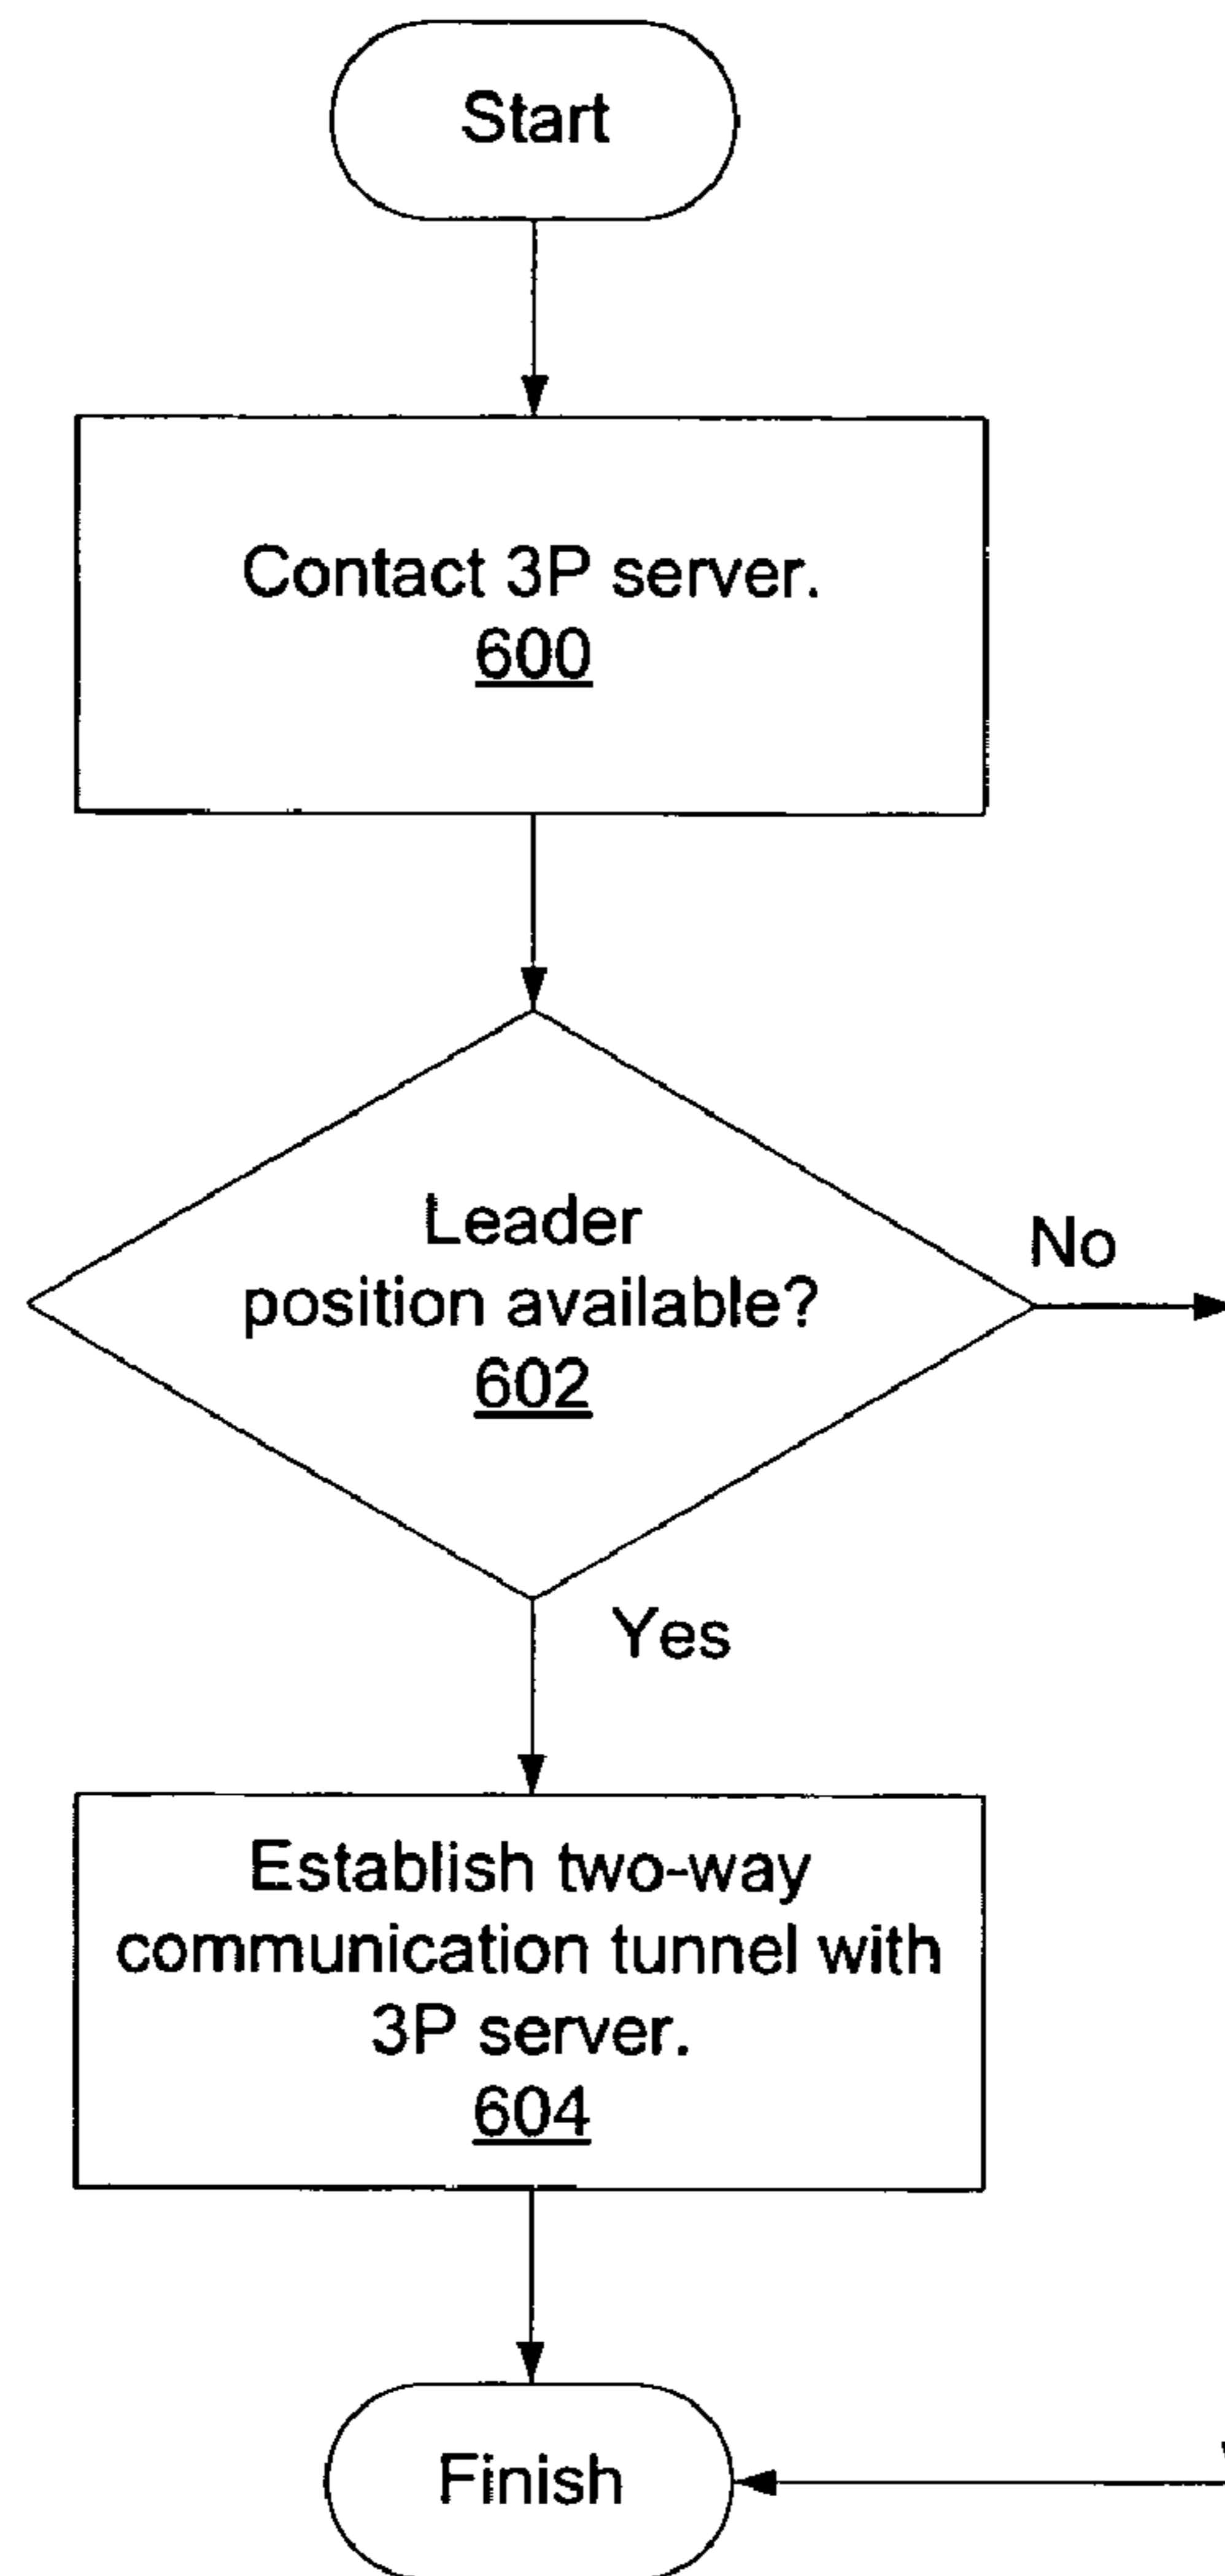 Start
Contact 3P server.
600
Leader
position available?
602
No
Yes
Establish two-way
communication tunnel with
3P server.
604
Finish